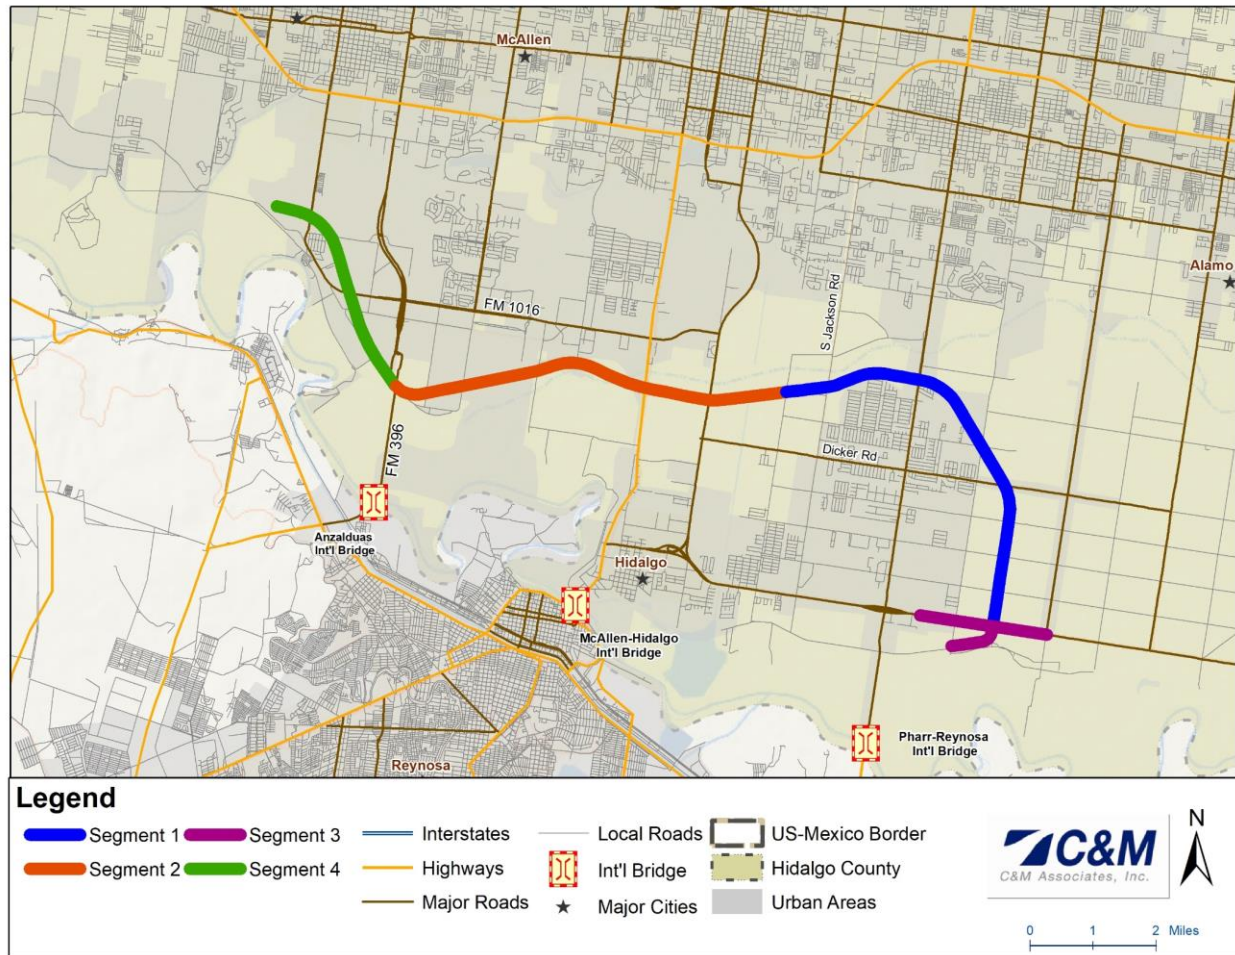 McAllen
Alamo
FM 1016
S Jackson Rd
Dicker Rd
FM 396
Anzalduas
Int'l Bridge
Hidalgo
McAllen-Hidalgo
Int'l Bridge
Pharr-Reynosa
Int'l Bridge
Reynosa
Legend
Segment 1
Segment 3
Interstates
Local Roads
US-Mexico Border
Segment 2
Segment 4
Highways
Int'l Bridge
Hidalgo County
Major Roads
Major Cities
Urban Areas
C&M
C&M Associates, Inc.
N
0 1 2 Miles